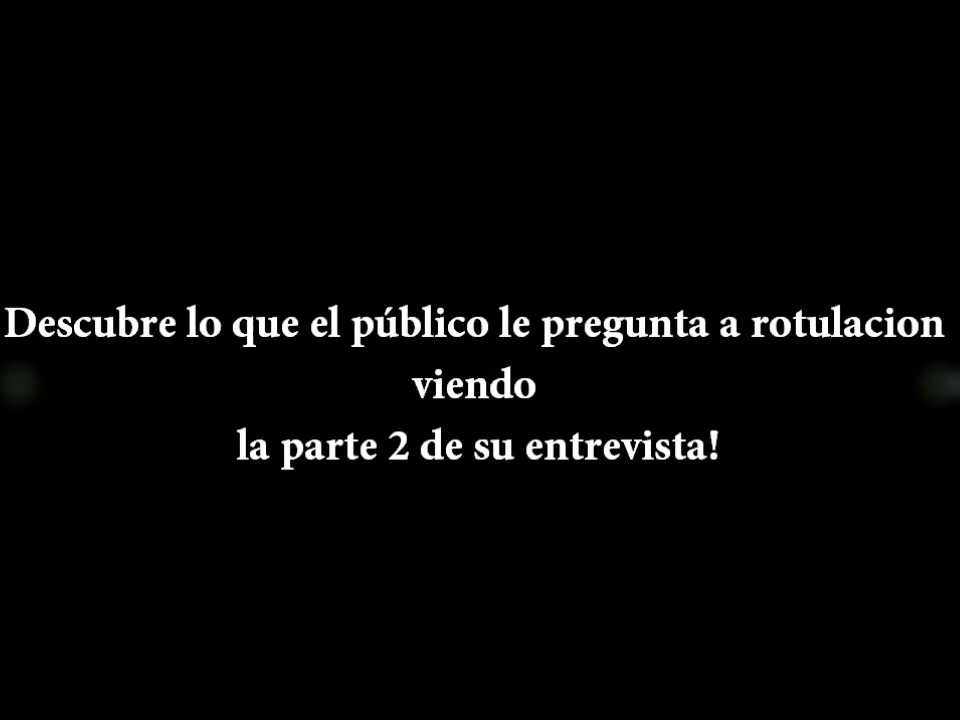 Descubre lo que el público le pregunta a rotulacion
viendo
la parte 2 de su entrevista!